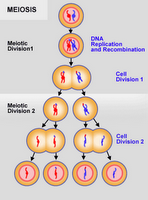 MEIOSIS
Meiotic
Division1
DNA
Replication
and Recombination
Cell
Division 1
Meiotic
Division 2
Cell
Division 2